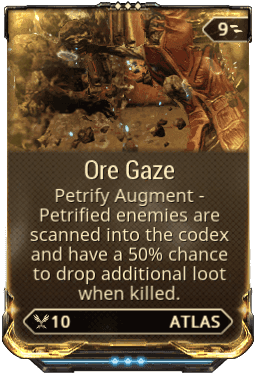 9
Ore Gaze
Petrify Augment -
Petrified enemies are
scanned into the codex
and have a 50% chance
to drop additional loot
when killed.
10 ATLAS